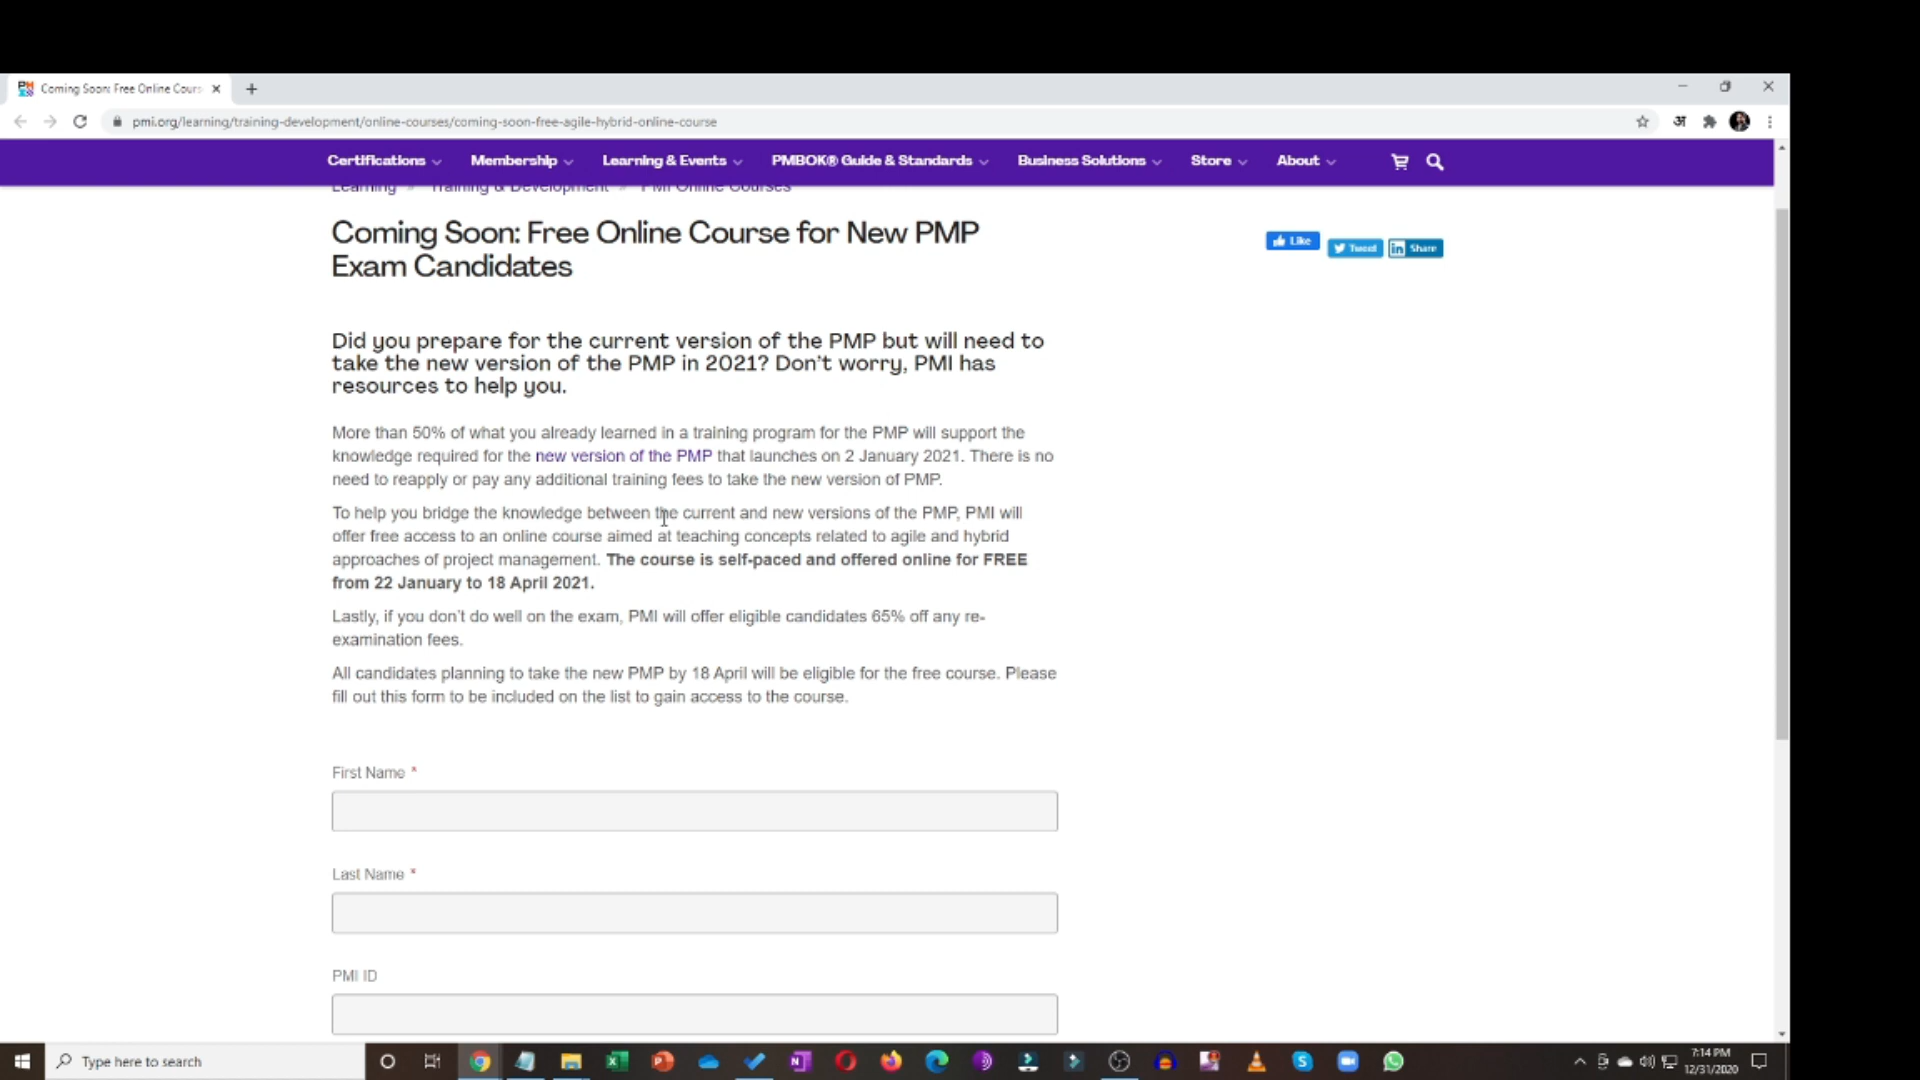 Coming Soon: Free Online Cours
pmi.org/learning/training-development/online-courses/coming-soon-free-agile-hybrid-online-course
अ
Certifications Membership Learning & Events PMBOK® Guide & Standards Business Solutions Store About
Learning » Training & Development » PMI Online Courses
Coming Soon: Free Online Course for New PMP
Exam Candidates
Like Tweet in Share
Did you prepare for the current version of the PMP but will need to
take the new version of the PMP in 2021? Don't worry, PMI has
resources to help you.
More than 50% of what you already learned in a training program for the PMP will support the
knowledge required for the new version of the PMP that launches on 2 January 2021. There is no
need to reapply or pay any additional training fees to take the new version of PMP.
To help you bridge the knowledge between the current and new versions of the PMP, PMI will
offer free access to an online course aimed at teaching concepts related to agile and hybrid
approaches of project management. The course is self-paced and offered online for FREE
from 22 January to 18 April 2021.
Lastly, if you don't do well on the exam, PMI will offer eligible candidates 65% off any re-
examination fees.
All candidates planning to take the new PMP by 18 April will be eligible for the free course. Please
fill out this form to be included on the list to gain access to the course.
First Name *
Last Name *
PMI ID
Type here to search
7:14 PM
12/31/2020